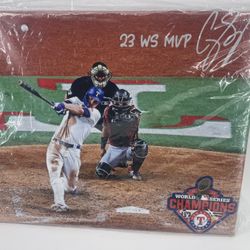 23 WS MVP
WORLD SERIES
CHAMPIONS
T